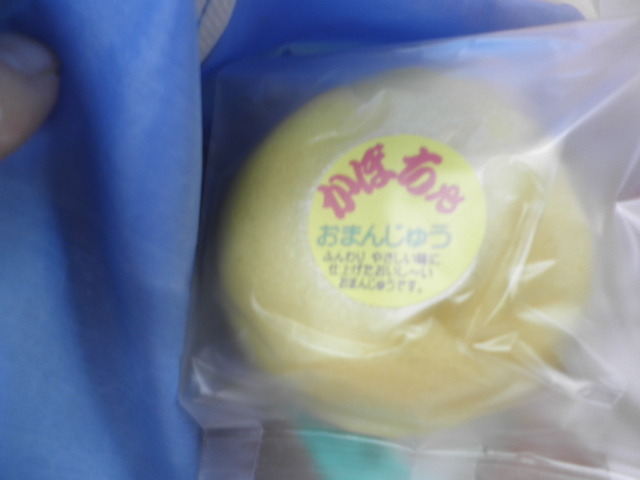 かぼちゃ
おまんじゅう
ふんわり やさしい味に
仕上げたおいし～い
おまんじゅうです。